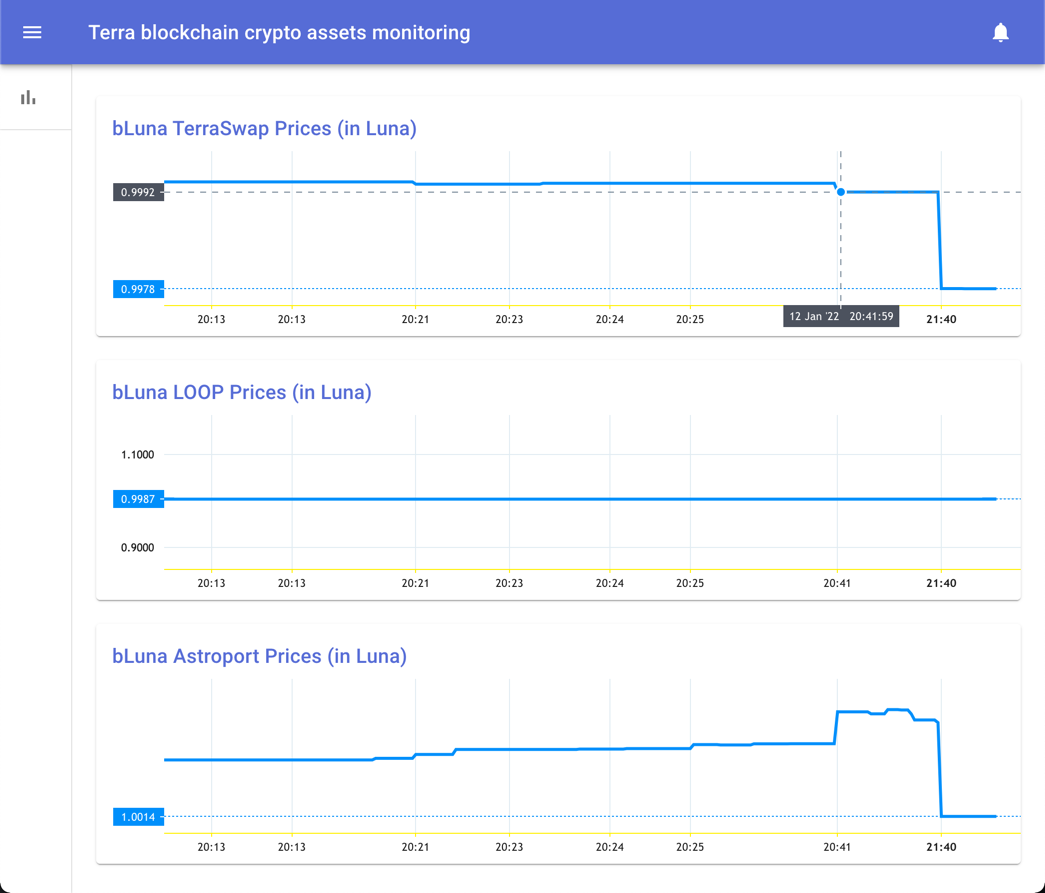 Terra blockchain crypto assets monitoring
bLuna TerraSwap Prices (in Luna)
0.9992
0.9978
20:13 20:13 20:21 20:23 20:24 20:25 12 Jan '22 20:41:59 21:40
bLuna LOOP Prices (in Luna)
1.1000
0.9987
0.9000
20:13 20:13 20:21 20:23 20:24 20:25 20:41 21:40
bLuna Astroport Prices (in Luna)
1.0014
20:13 20:13 20:21 20:23 20:24 20:25 20:41 21:40